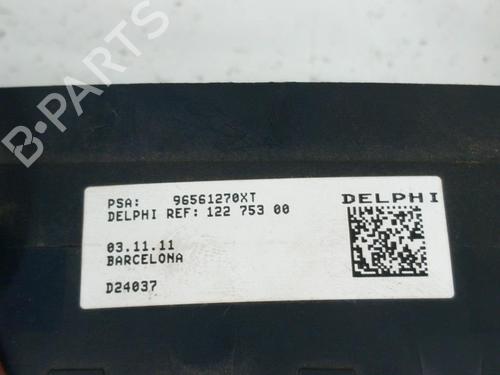 B-PARTS
PSA: 96561270XT
DELPHI
DELPHI REF: 122 753 00
03.11.11
BARCELONA
D24037